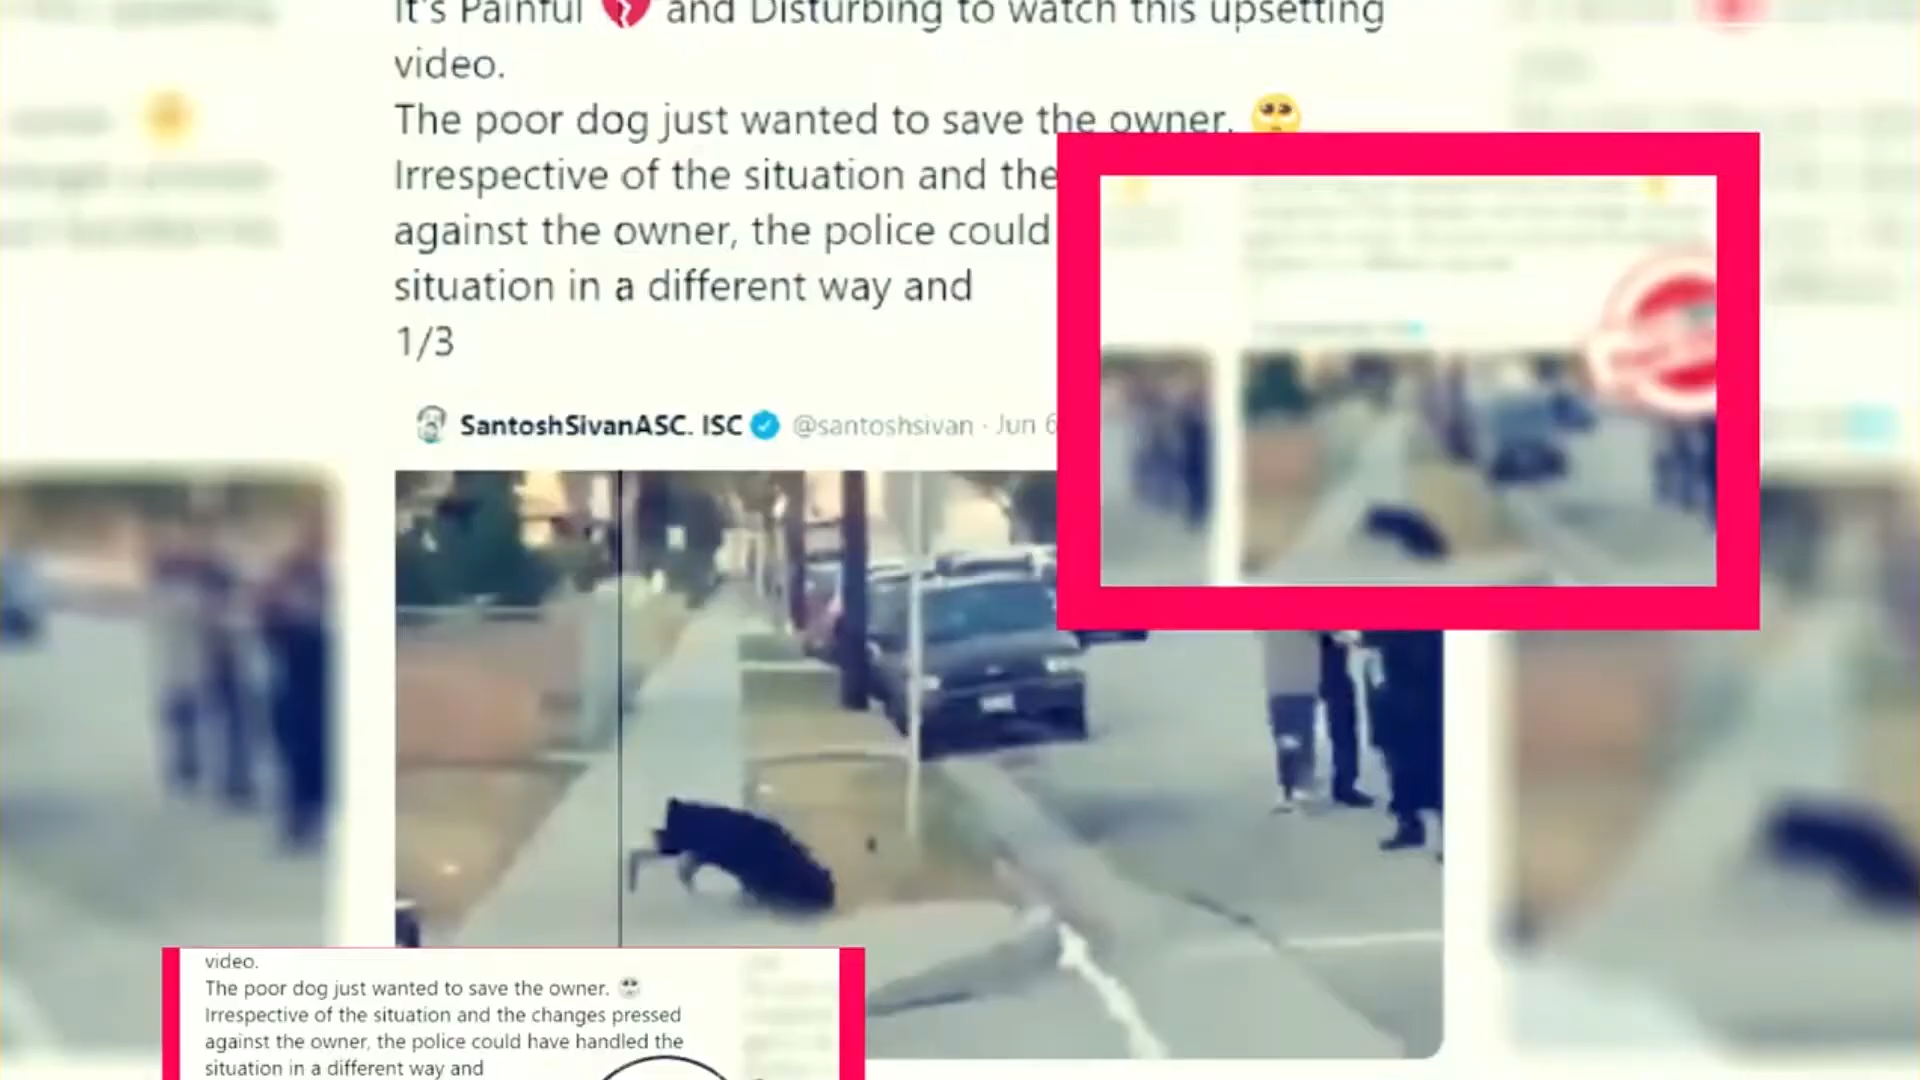 It's Painful 💔 and Disturbing to watch this upsetting
video.
The poor dog just wanted to save the owner. 🥺
Irrespective of the situation and the
against the owner, the police could
situation in a different way and
1/3
SantoshSivanASC. ISC @santoshsivan · Jun 6
video.
The poor dog just wanted to save the owner. 🥺
Irrespective of the situation and the changes pressed
against the owner, the police could have handled the
situation in a different way and